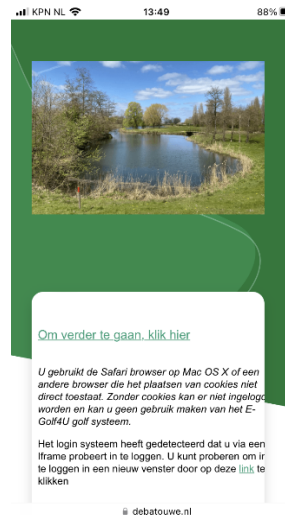 KPN NL 13:49 88%
Om verder te gaan, klik hier
U gebruikt de Safari browser op Mac OS X of een
andere browser die het plaatsen van cookies niet
direct toestaat. Zonder cookies kan er niet ingelogd
worden en kan u geen gebruik maken van het E-
Golf4U golf systeem.
Het login systeem heeft gedetecteerd dat u via een
Iframe probeert in te loggen. U kunt proberen om in
te loggen in een nieuw venster door op deze link te
klikken
debatouwe.nl